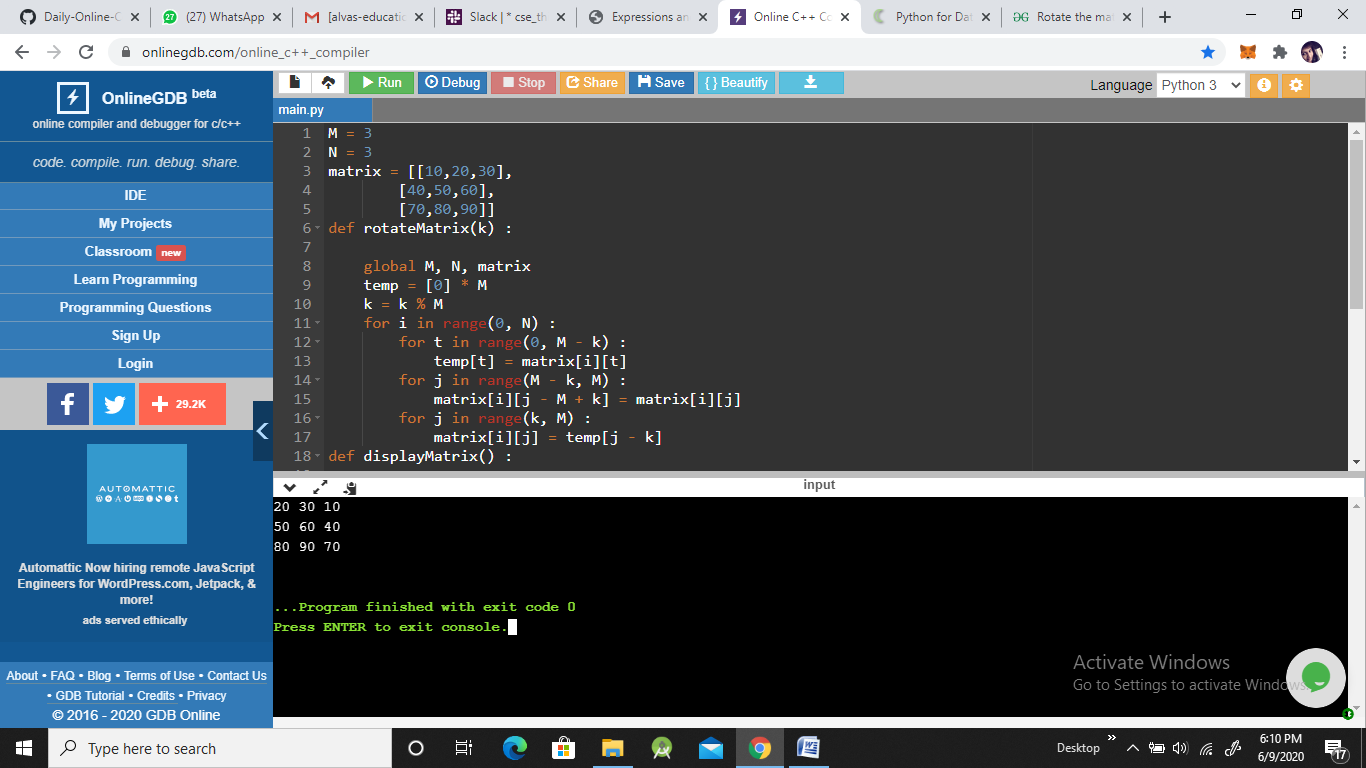 Daily-Online-C
(27) WhatsApp
[alvas-educatio
Slack | * cse_th
Expressions an
Online C++ Co
Python for Dat
Rotate the mat
onlinegdb.com/online_c++_compiler
OnlineGDB beta
online compiler and debugger for c/c++
code. compile. run. debug. share.
IDE
My Projects
Classroom new
Learn Programming
Programming Questions
Sign Up
Login
f
+ 29.2K
AUTOMATTIC
Automattic Now hiring remote JavaScript
Engineers for WordPress.com, Jetpack, &
more!
ads served ethically
About • FAQ • Blog • Terms of Use • Contact Us
• GDB Tutorial • Credits • Privacy
© 2016 - 2020 GDB Online
Run Debug Stop Share Save { } Beautify
Language Python 3
main.py
1 M = 3
2 N = 3
3 matrix = [[10,20,30],
4 [40,50,60],
5 [70,80,90]]
6 def rotateMatrix(k) :
7
8 global M, N, matrix
9 temp = [0] * M
10 k = k % M
11 for i in range(0, N) :
12 for t in range(0, M - k) :
13 temp[t] = matrix[i][t]
14 for j in range(M - k, M) :
15 matrix[i][j - M + k] = matrix[i][j]
16 for j in range(k, M) :
17 matrix[i][j] = temp[j - k]
18 def displayMatrix() :
input
20 30 10
50 60 40
80 90 70
...Program finished with exit code 0
Press ENTER to exit console.
Activate Windows
Go to Settings to activate Windows.
Type here to search
Desktop
6:10 PM
6/9/2020
17